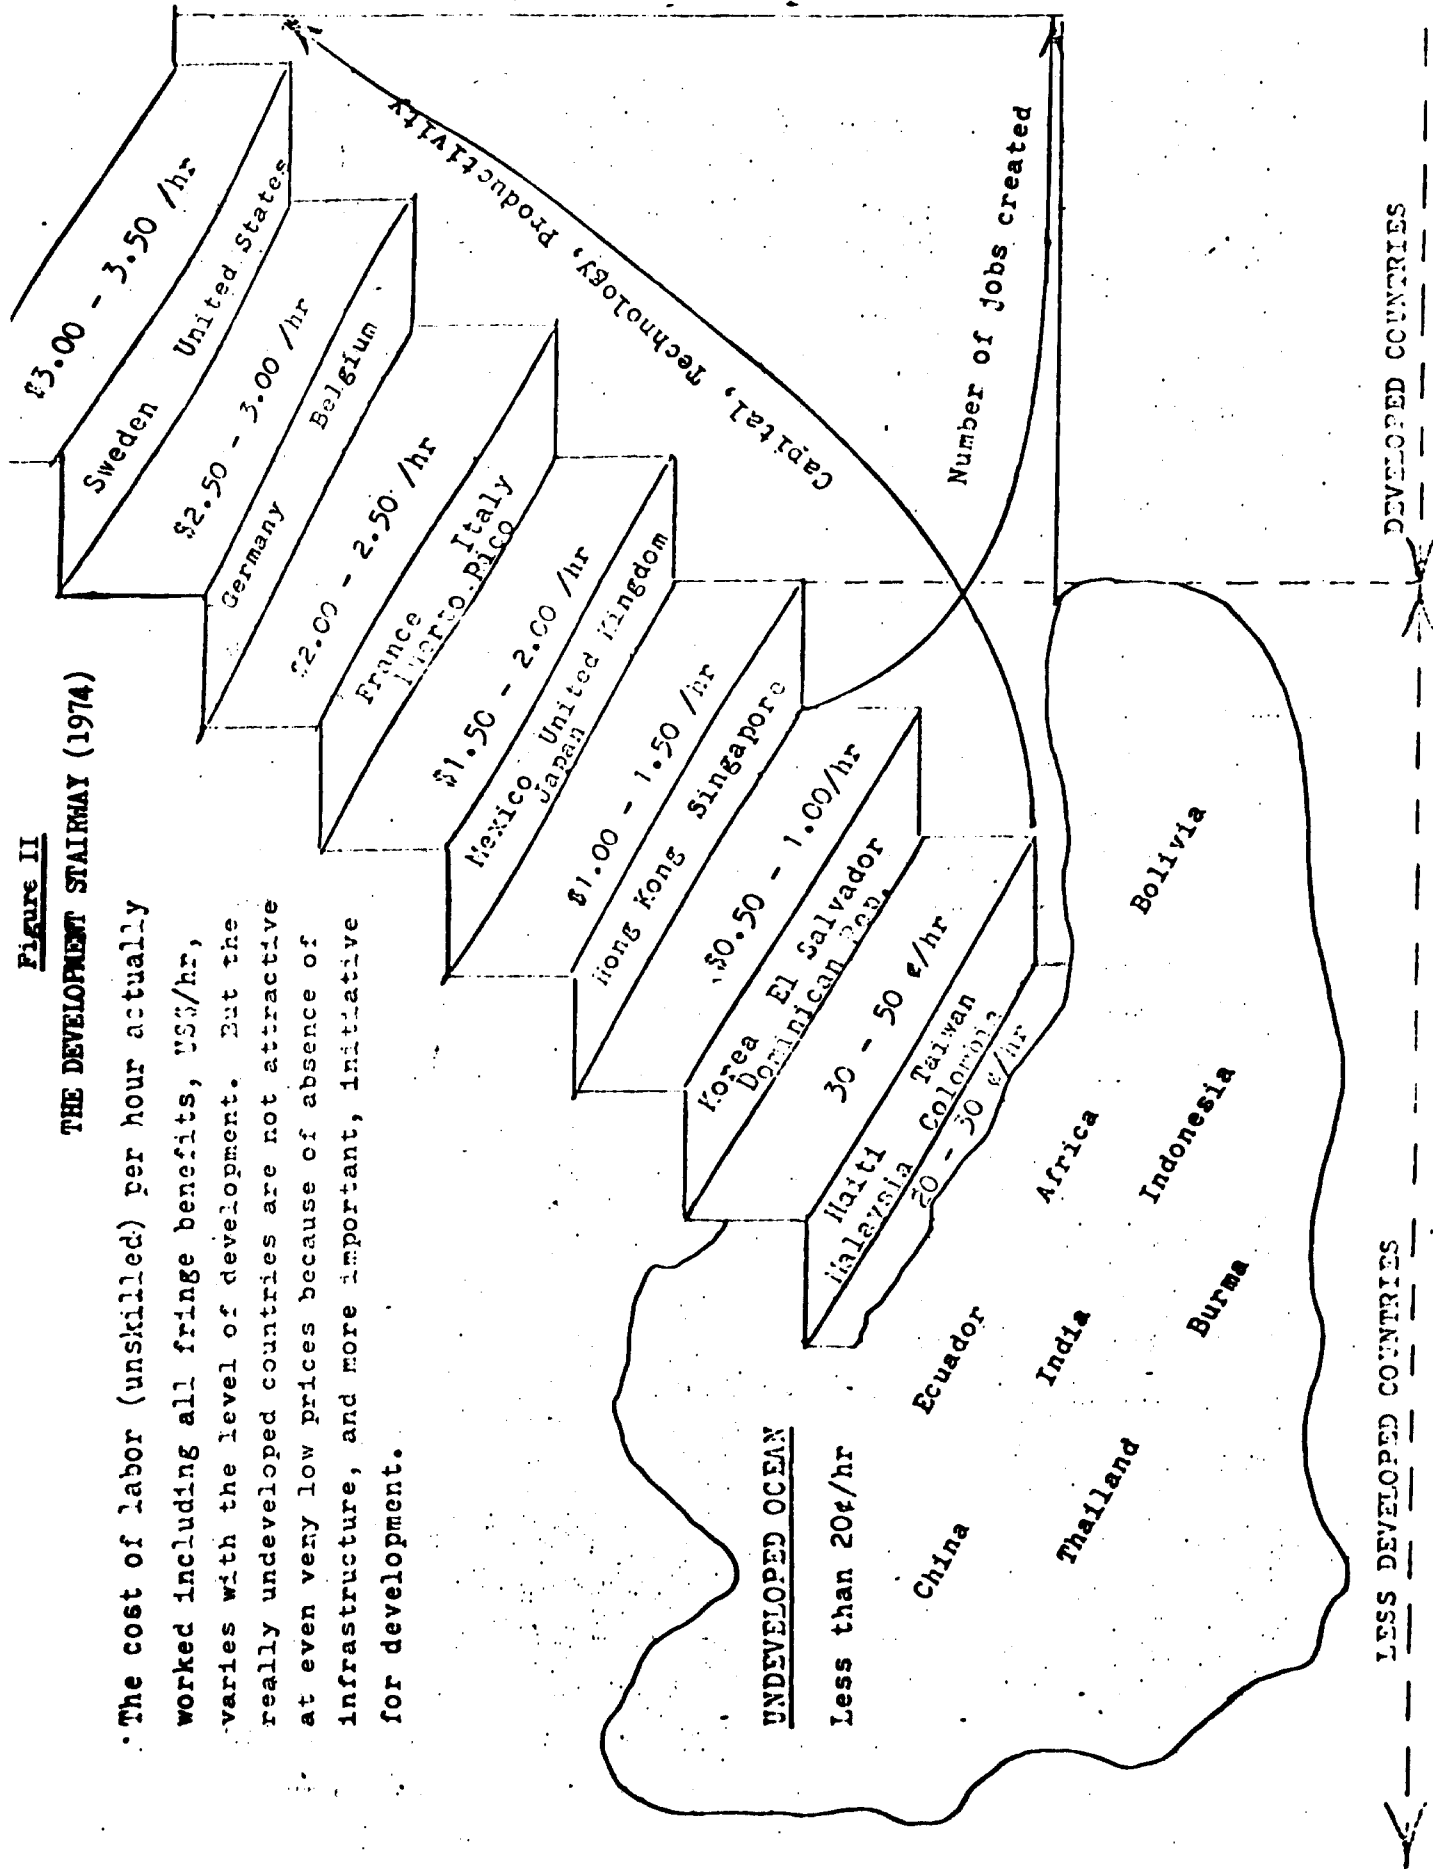 Figure II
THE DEVELOPMENT STAIRWAY (1974)
The cost of labor (unskilled) per hour actually
worked including all fringe benefits, US$/hr,
varies with the level of development. But the
really undeveloped countries are not attractive
at even very low prices because of absence of
infrastructure, and more important, initiative
for development.
$3.00 - 3.50 /hr
Sweden United States
$2.50 - 3.00 /hr
Germany Belgium
$2.00 - 2.50 /hr
France Italy
Puerto Rico
$1.50 - 2.00 /hr
Mexico United Kingdom
Japan
$1.00 - 1.50 /hr
Hong Kong Singapore
$0.50 - 1.00/hr
Korea El Salvador
Dominican Rep.
30 - 50 ¢/hr
Haiti Taiwan
Malaysia Colombia
20 - 30 ¢/hr
Capital, Technology, Productivity
Number of jobs created
UNDEVELOPED OCEAN
Less than 20¢/hr
China
Ecuador
Thailand
India
Africa
Burma
Indonesia
Bolivia
LESS DEVELOPED COUNTRIES
DEVELOPED COUNTRIES